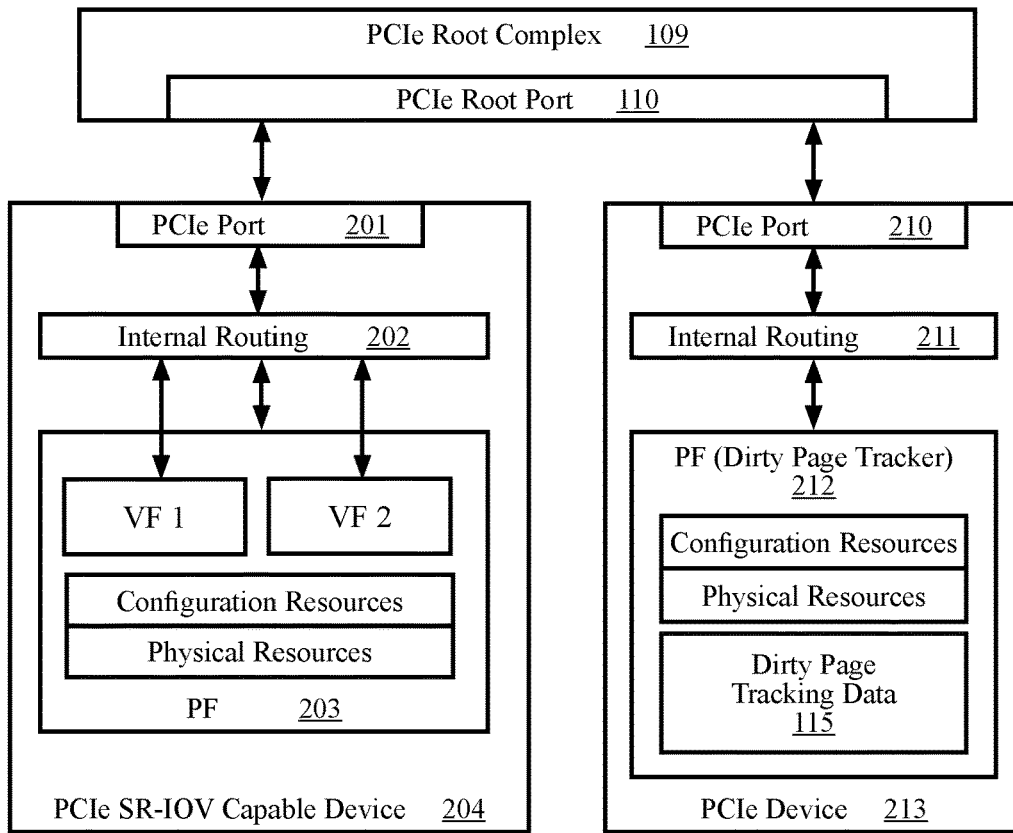 PCIe Root Complex 109
PCIe Root Port 110
PCIe Port 201
Internal Routing 202
VF 1
VF 2
Configuration Resources
Physical Resources
PF 203
PCIe SR-IOV Capable Device 204
PCIe Port 210
Internal Routing 211
PF (Dirty Page Tracker)
212
Configuration Resources
Physical Resources
Dirty Page
Tracking Data
115
PCIe Device 213